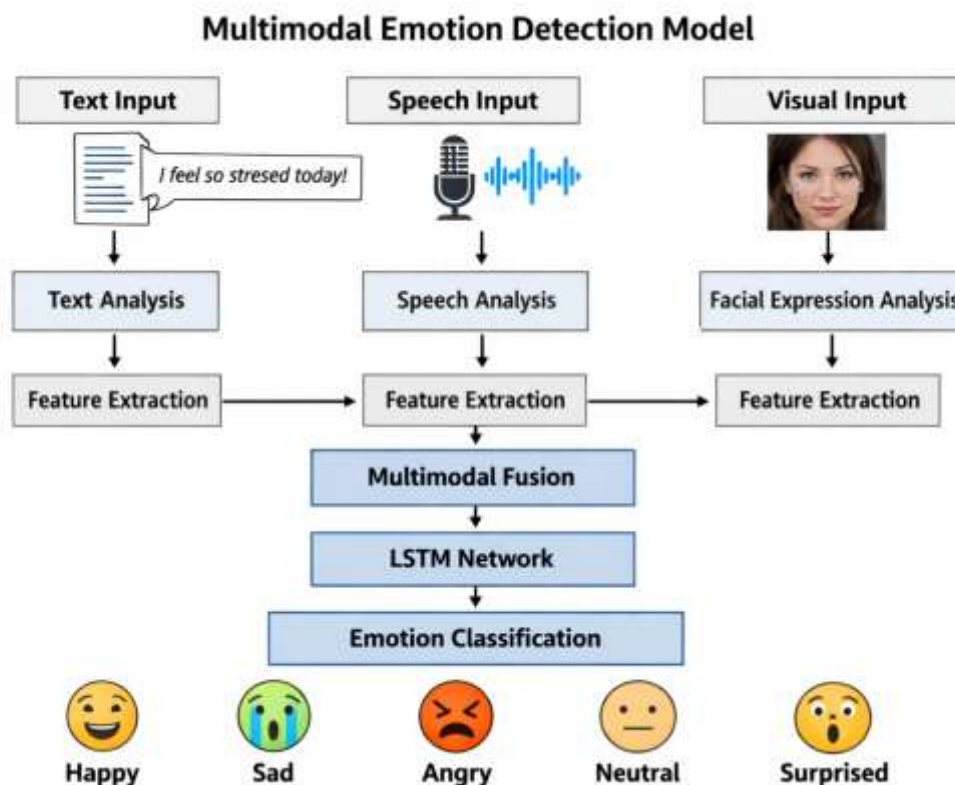 Multimodal Emotion Detection Model
Text Input
Speech Input
Visual Input
I feel so stresed today!
Text Analysis
Speech Analysis
Facial Expression Analysis
Feature Extraction
Feature Extraction
Feature Extraction
Multimodal Fusion
LSTM Network
Emotion Classification
Happy
Sad
Angry
Neutral
Surprised